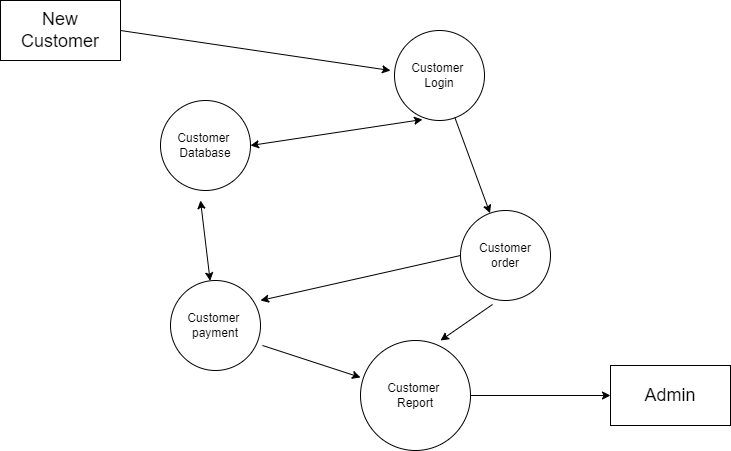 New
Customer
Customer
Login
Customer
Database
Customer
order
Customer
payment
Customer
Report
Admin